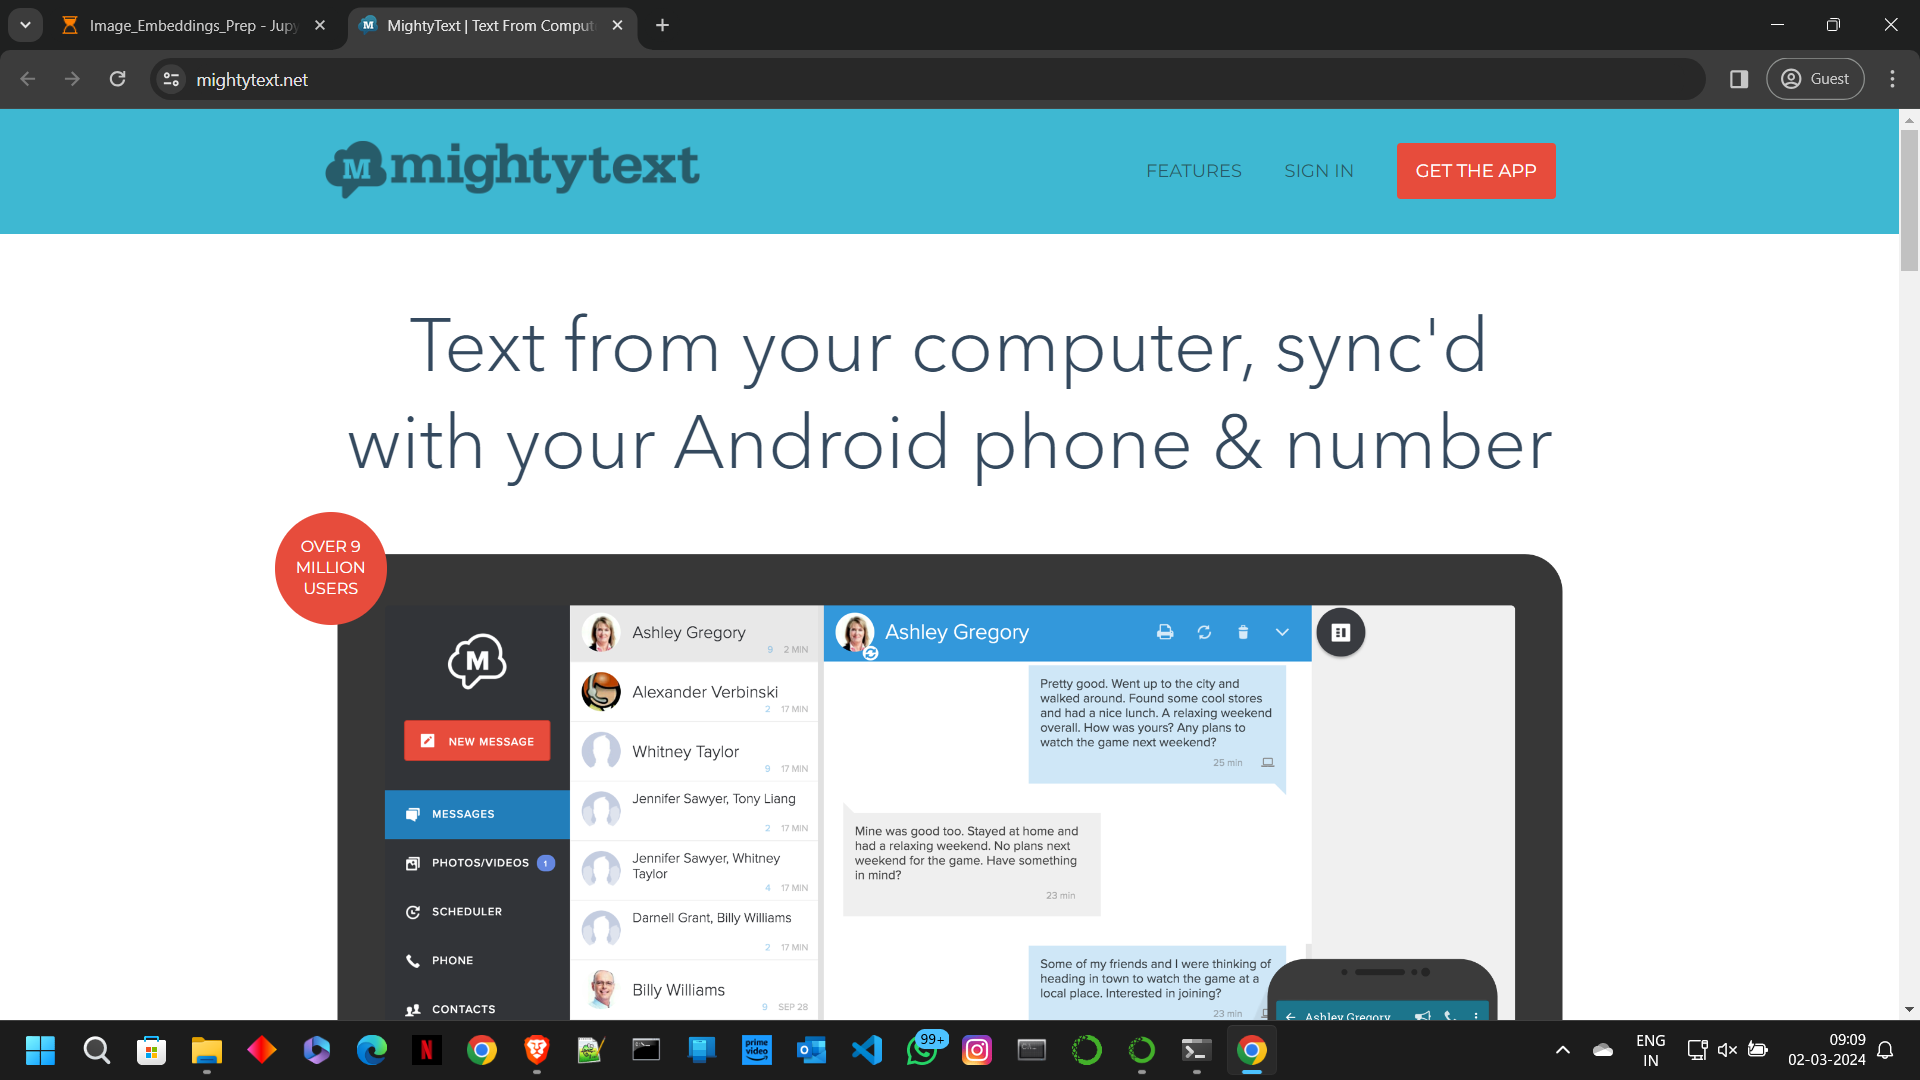 Image_Embeddings_Prep - Jupy
MightyText | Text From Comput
mightytext.net
Guest
M mightytext
FEATURES
SIGN IN
GET THE APP
Text from your computer, sync'd
with your Android phone & number
OVER 9
MILLION
USERS
M
NEW MESSAGE
MESSAGES
PHOTOS/VIDEOS 1
SCHEDULER
PHONE
CONTACTS
Ashley Gregory
9 2 MIN
Alexander Verbinski
2 17 MIN
Whitney Taylor
9 17 MIN
Jennifer Sawyer, Tony Liang
2 17 MIN
Jennifer Sawyer, Whitney
Taylor
4 17 MIN
Darnell Grant, Billy Williams
2 17 MIN
Billy Williams
9 SEP 28
Ashley Gregory
Pretty good. Went up to the city and
walked around. Found some cool stores
and had a nice lunch. A relaxing weekend
overall. How was yours? Any plans to
watch the game next weekend?
25 min
Mine was good too. Stayed at home and
had a relaxing weekend. No plans next
weekend for the game. Have something
in mind?
23 min
Some of my friends and I were thinking of
heading in town to watch the game at a
local place. Interested in joining?
23 min
Ashley Gregory
N
prime
video
99+
ENG
IN
09:09
02-03-2024